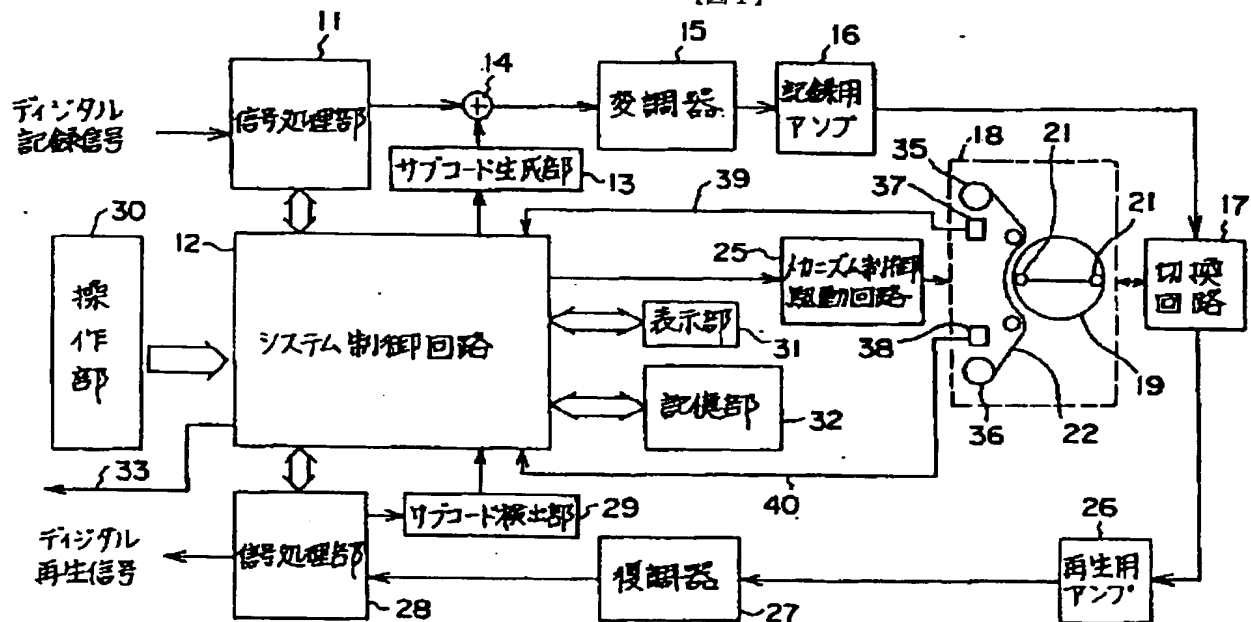 11
15
16
14
ディジタル
記録信号
信号処理部
変調器
記録用
アンプ
サブコード生成部
13
18
35
37
21
21
17
39
30
12
25
操
作
部
メカニズム制御
駆動回路
切換
回路
システム制御回路
表示部
31
38
記憶部
32
36
22
19
33
40
サブコード検出部
29
26
ディジタル
再生信号
信号処理部
28
復調器
27
再生用
アンプ